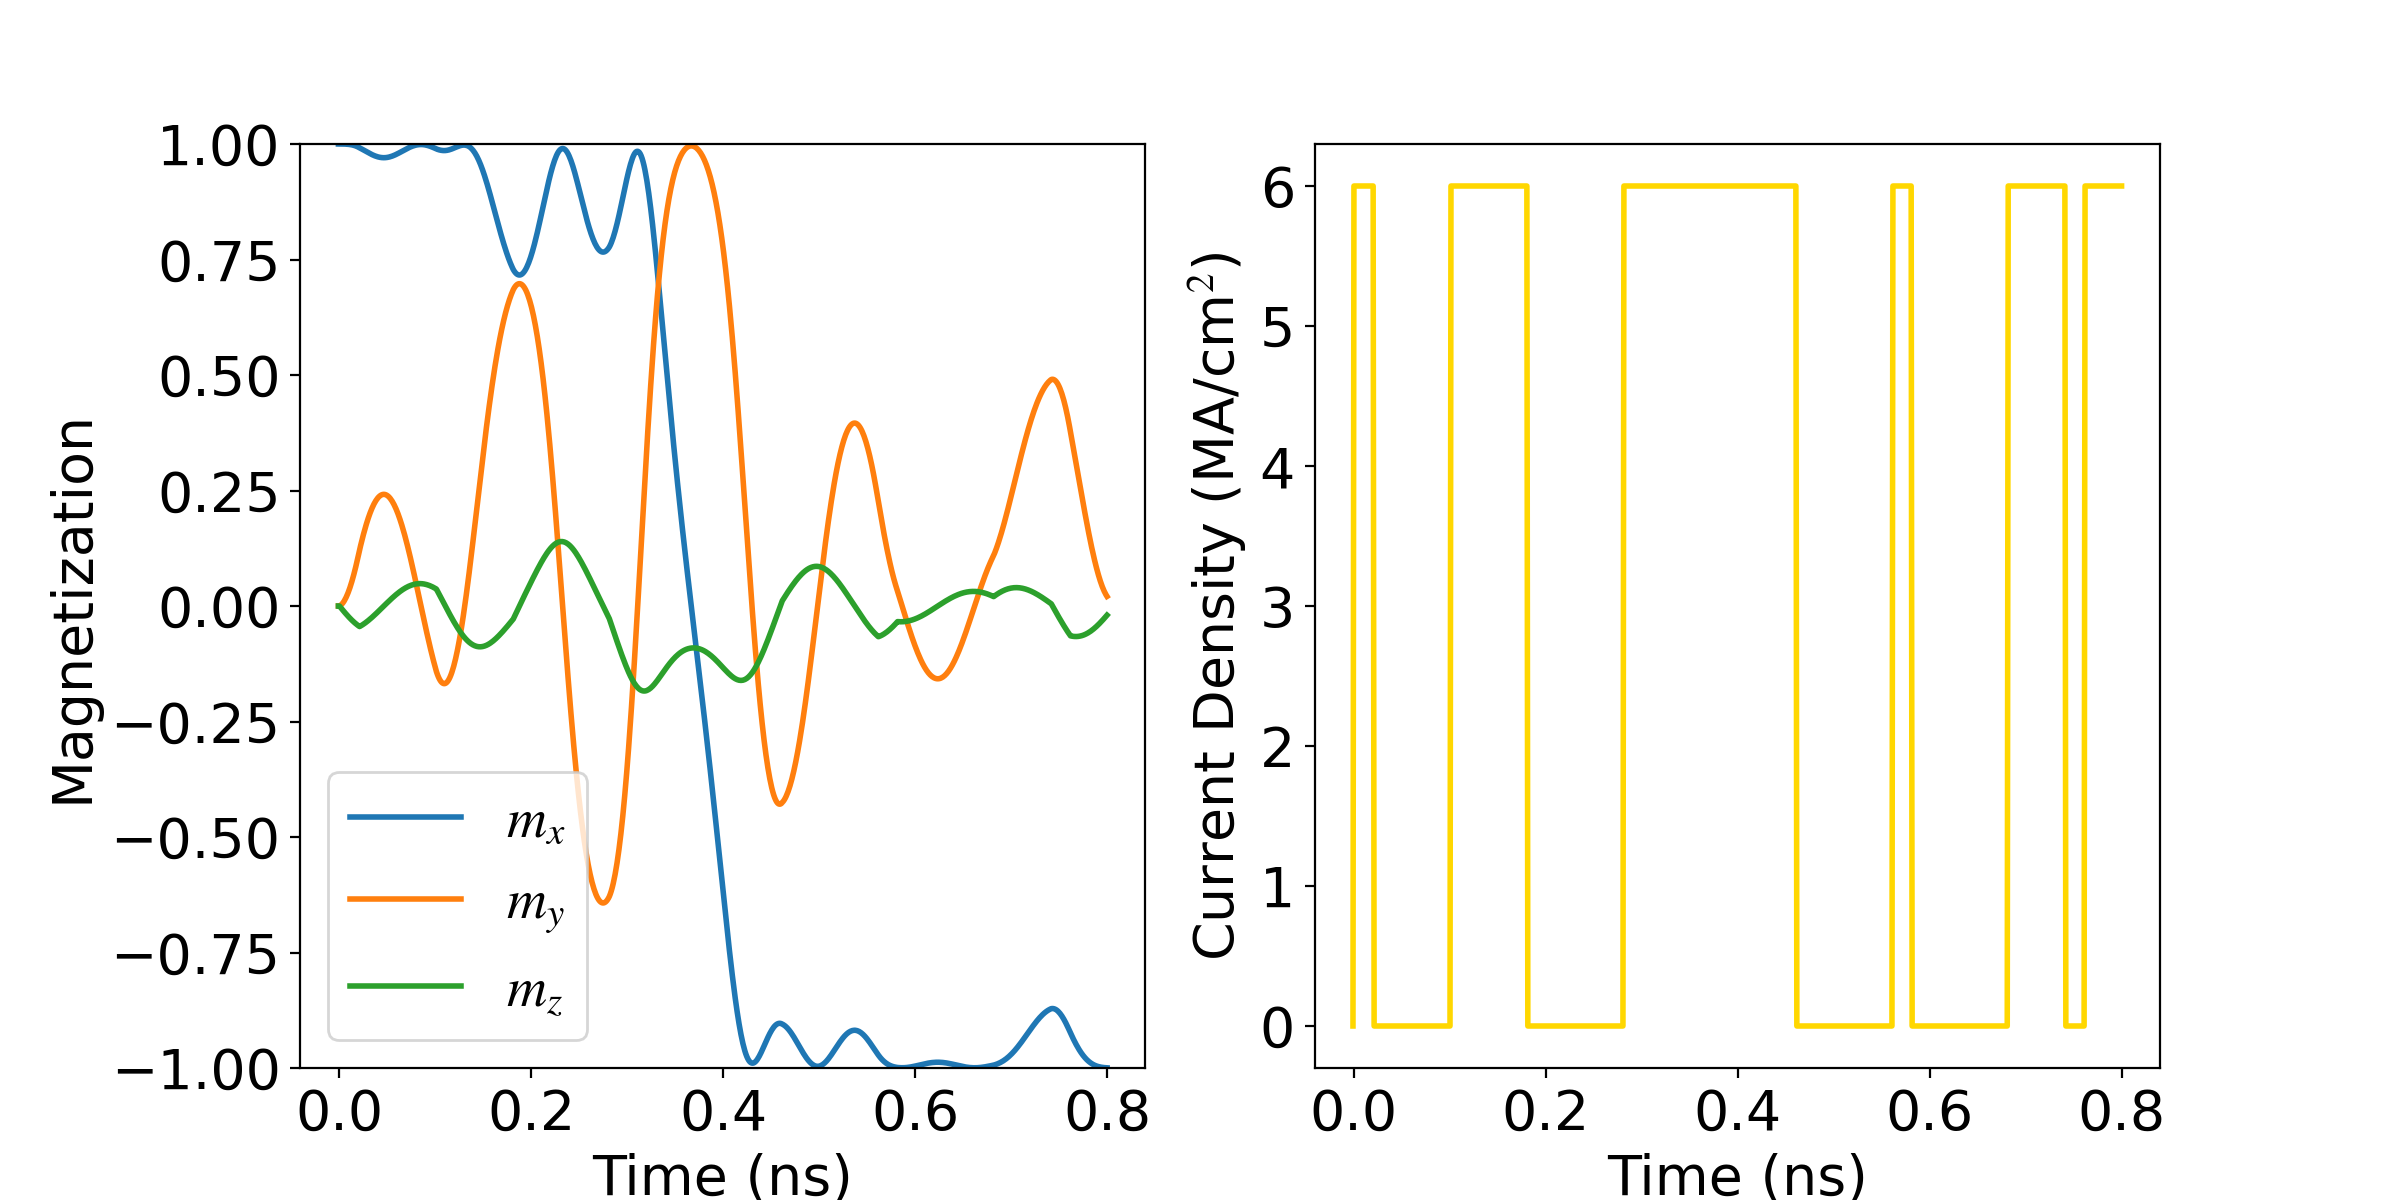 Magnetization
1.00
0.75
0.50
0.25
0.00
−0.25
−0.50
−0.75
−1.00
m_x
m_y
m_z
0.0 0.2 0.4 0.6 0.8
Time (ns)
Current Density (MA/cm²)
6
5
4
3
2
1
0
0.0 0.2 0.4 0.6 0.8
Time (ns)